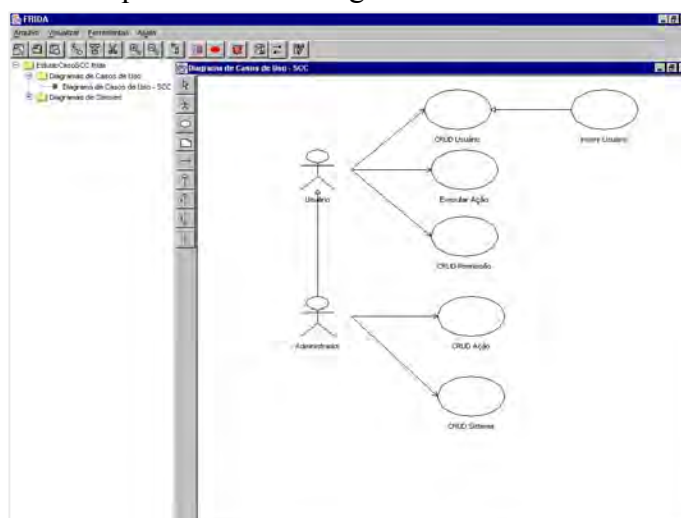 FRIDA
Arquivo Visualizar Ferramentas Ajuda
EstudoCasoSCC.frida
Diagramas de Casos de Uso
Diagrama de Casos de Uso - SCC
Diagramas de Classes
Diagrama de Casos de Uso - SCC
CRUD Usuário
Inserir Usuário
Usuário
Executar Ação
CRUD Permissão
Administrador
CRUD Ação
CRUD Sistema